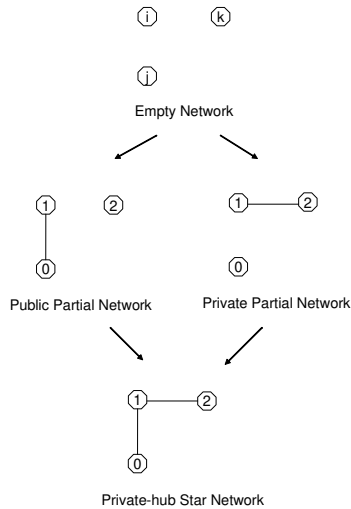 i k
j
Empty Network
1 2
0
Public Partial Network
1 2
0
Private Partial Network
1 2
0
Private-hub Star Network